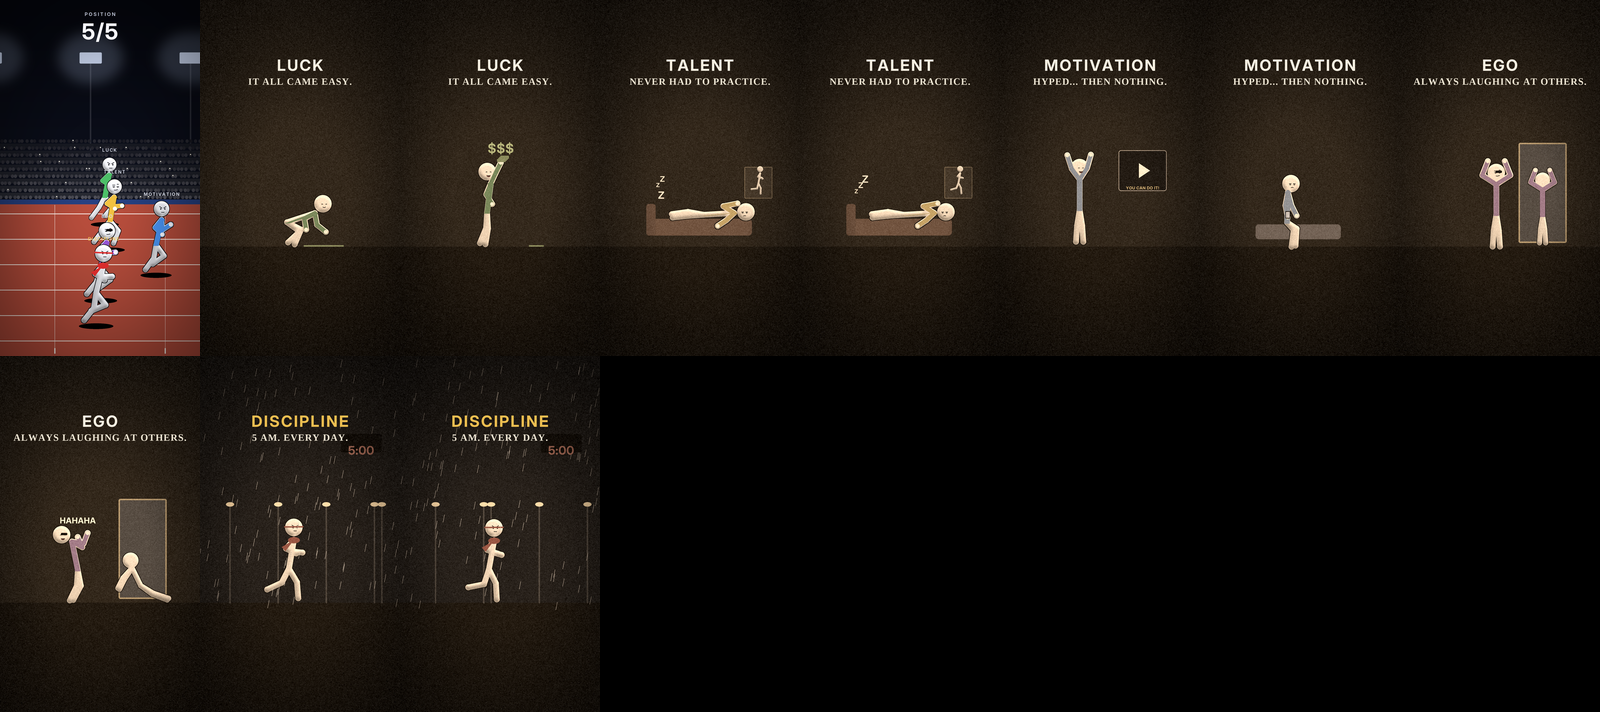 POSITION
5/5
LUCK
MOTIVATION
LUCK
IT ALL CAME EASY.
LUCK
IT ALL CAME EASY.
$$$
TALENT
NEVER HAD TO PRACTICE.
z
z
Z
TALENT
NEVER HAD TO PRACTICE.
z
z
Z
MOTIVATION
HYPED... THEN NOTHING.
YOU CAN DO IT!
MOTIVATION
HYPED... THEN NOTHING.
EGO
ALWAYS LAUGHING AT OTHERS.
EGO
ALWAYS LAUGHING AT OTHERS.
HAHAHA
DISCIPLINE
5 AM. EVERY DAY.
5:00
DISCIPLINE
5 AM. EVERY DAY.
5:00